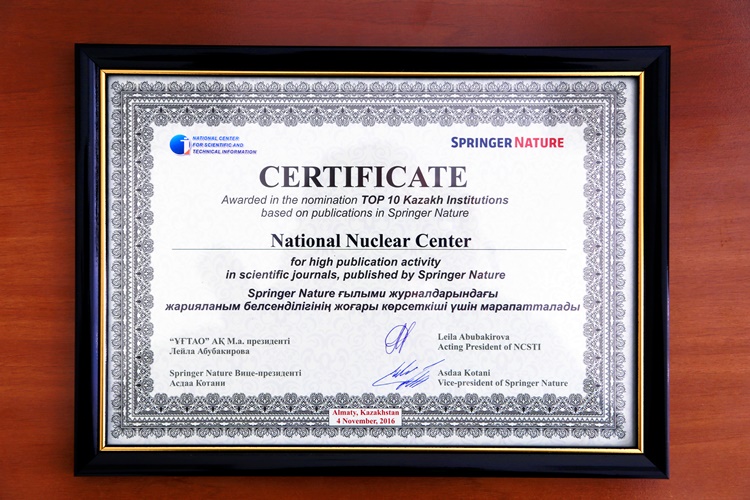 NATIONAL CENTER
FOR SCIENTIFIC AND
TECHNICAL INFORMATION
SPRINGER NATURE
CERTIFICATE
Awarded in the nomination TOP 10 Kazakh Institutions
based on publications in Springer Nature
National Nuclear Center
for high publication activity
in scientific journals, published by Springer Nature
Springer Nature ғылыми журналдарындағы
жарияланым белсенділігінің жоғары көрсеткіші үшін марапатталады
“ҰҒТАО” АҚ М.а. президенті
Лейла Абубакирова
Leila Abubakirova
Acting President of NCSTI
Springer Nature Вице-президенті
Асдаа Котани
Asdaa Kotani
Vice-president of Springer Nature
Almaty, Kazakhstan
4 November, 2016